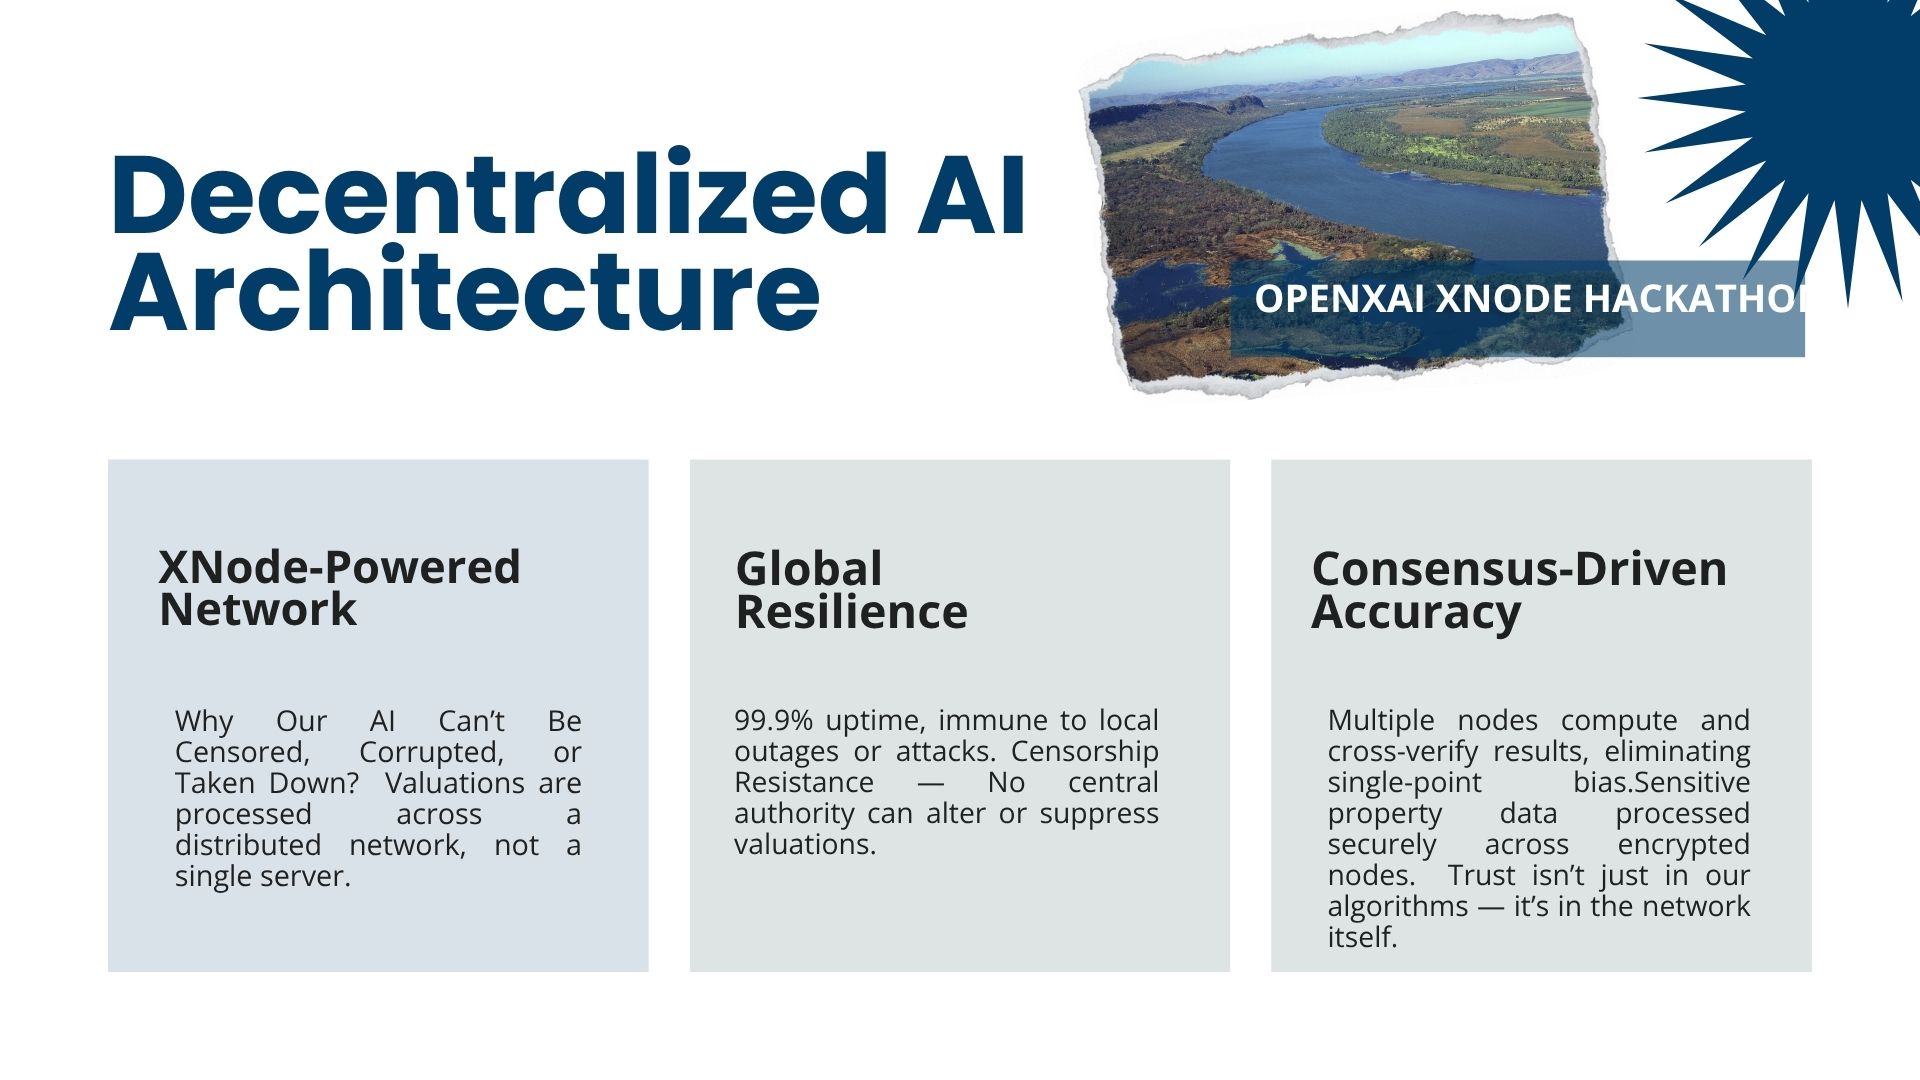 Decentralized AI
Architecture
OPENXAI XNODE HACKATHO
XNode-Powered
Network
Why Our AI Can’t Be
Censored, Corrupted, or
Taken Down?  Valuations are
processed across a
distributed network, not a
single server.
Global
Resilience
99.9% uptime, immune to local
outages or attacks. Censorship
Resistance — No central
authority can alter or suppress
valuations.
Consensus-Driven
Accuracy
Multiple nodes compute and
cross-verify results, eliminating
single-point bias.Sensitive
property data processed
securely across encrypted
nodes.  Trust isn’t just in our
algorithms — it’s in the network
itself.